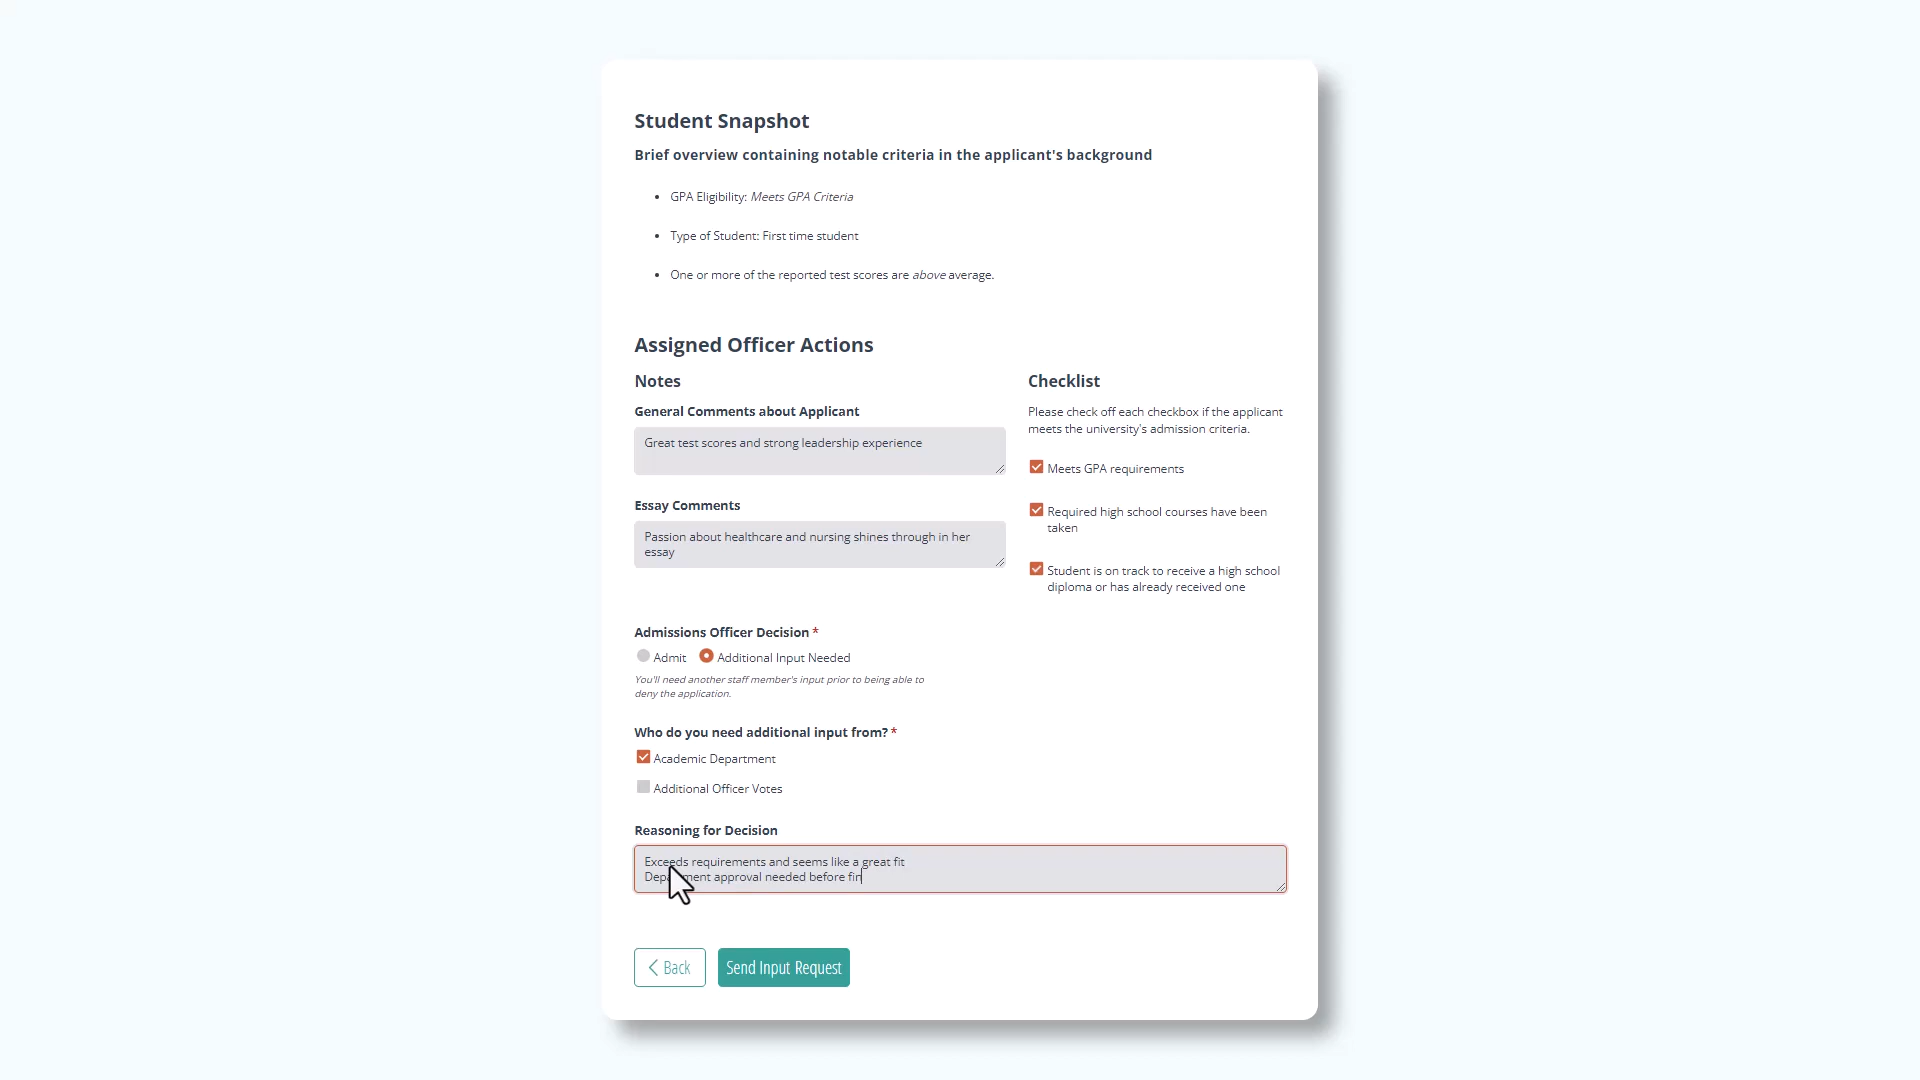 Student Snapshot
Brief overview containing notable criteria in the applicant's background
GPA Eligibility: Meets GPA Criteria
Type of Student: First time student
One or more of the reported test scores are above average.
Assigned Officer Actions
Notes
General Comments about Applicant
Great test scores and strong leadership experience
Essay Comments
Passion about healthcare and nursing shines through in her
essay
Checklist
Please check off each checkbox if the applicant
meets the university's admission criteria.
Meets GPA requirements
Required high school courses have been
taken
Student is on track to receive a high school
diploma or has already received one
Admissions Officer Decision *
Admit
Additional Input Needed
You'll need another staff member's input prior to being able to
deny the application.
Who do you need additional input from? *
Academic Department
Additional Officer Votes
Reasoning for Decision
Exceeds requirements and seems like a great fit
Department approval needed before fin
Back
Send Input Request